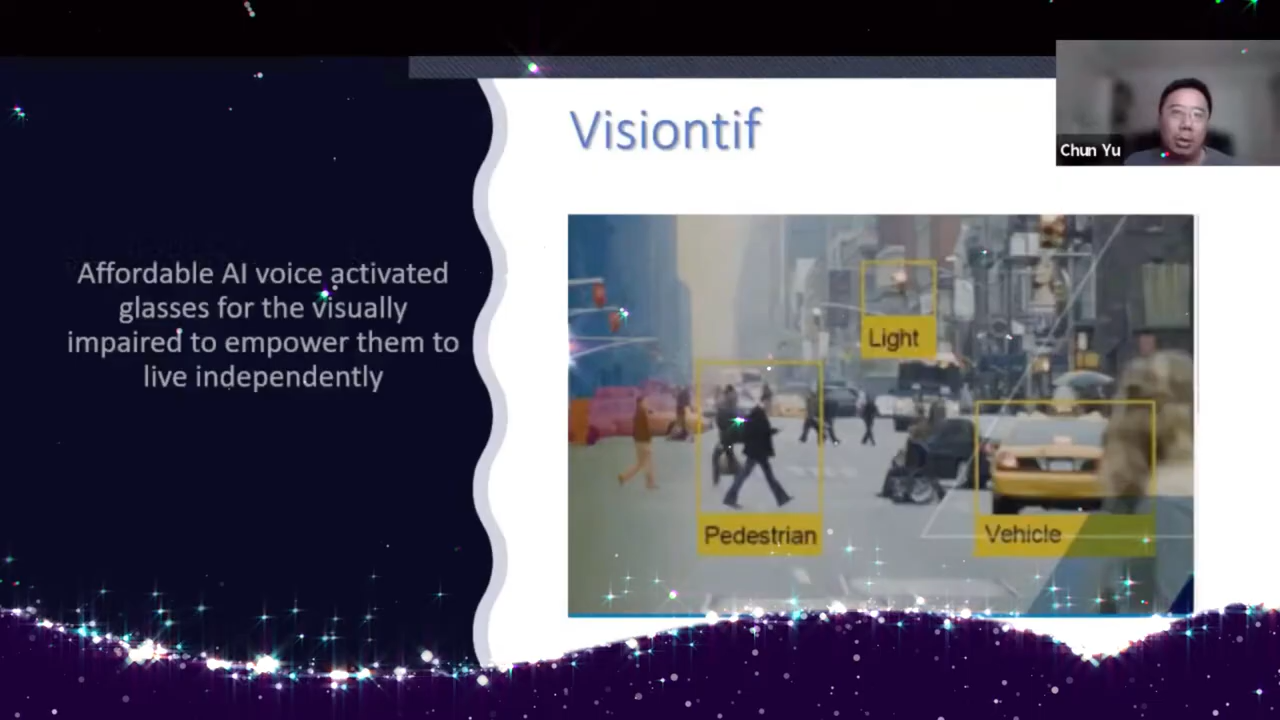 Visiontif
Chun Yu
Affordable AI voice activated
glasses for the visually
impaired to empower them to
live independently
Light
Pedestrian
Vehicle